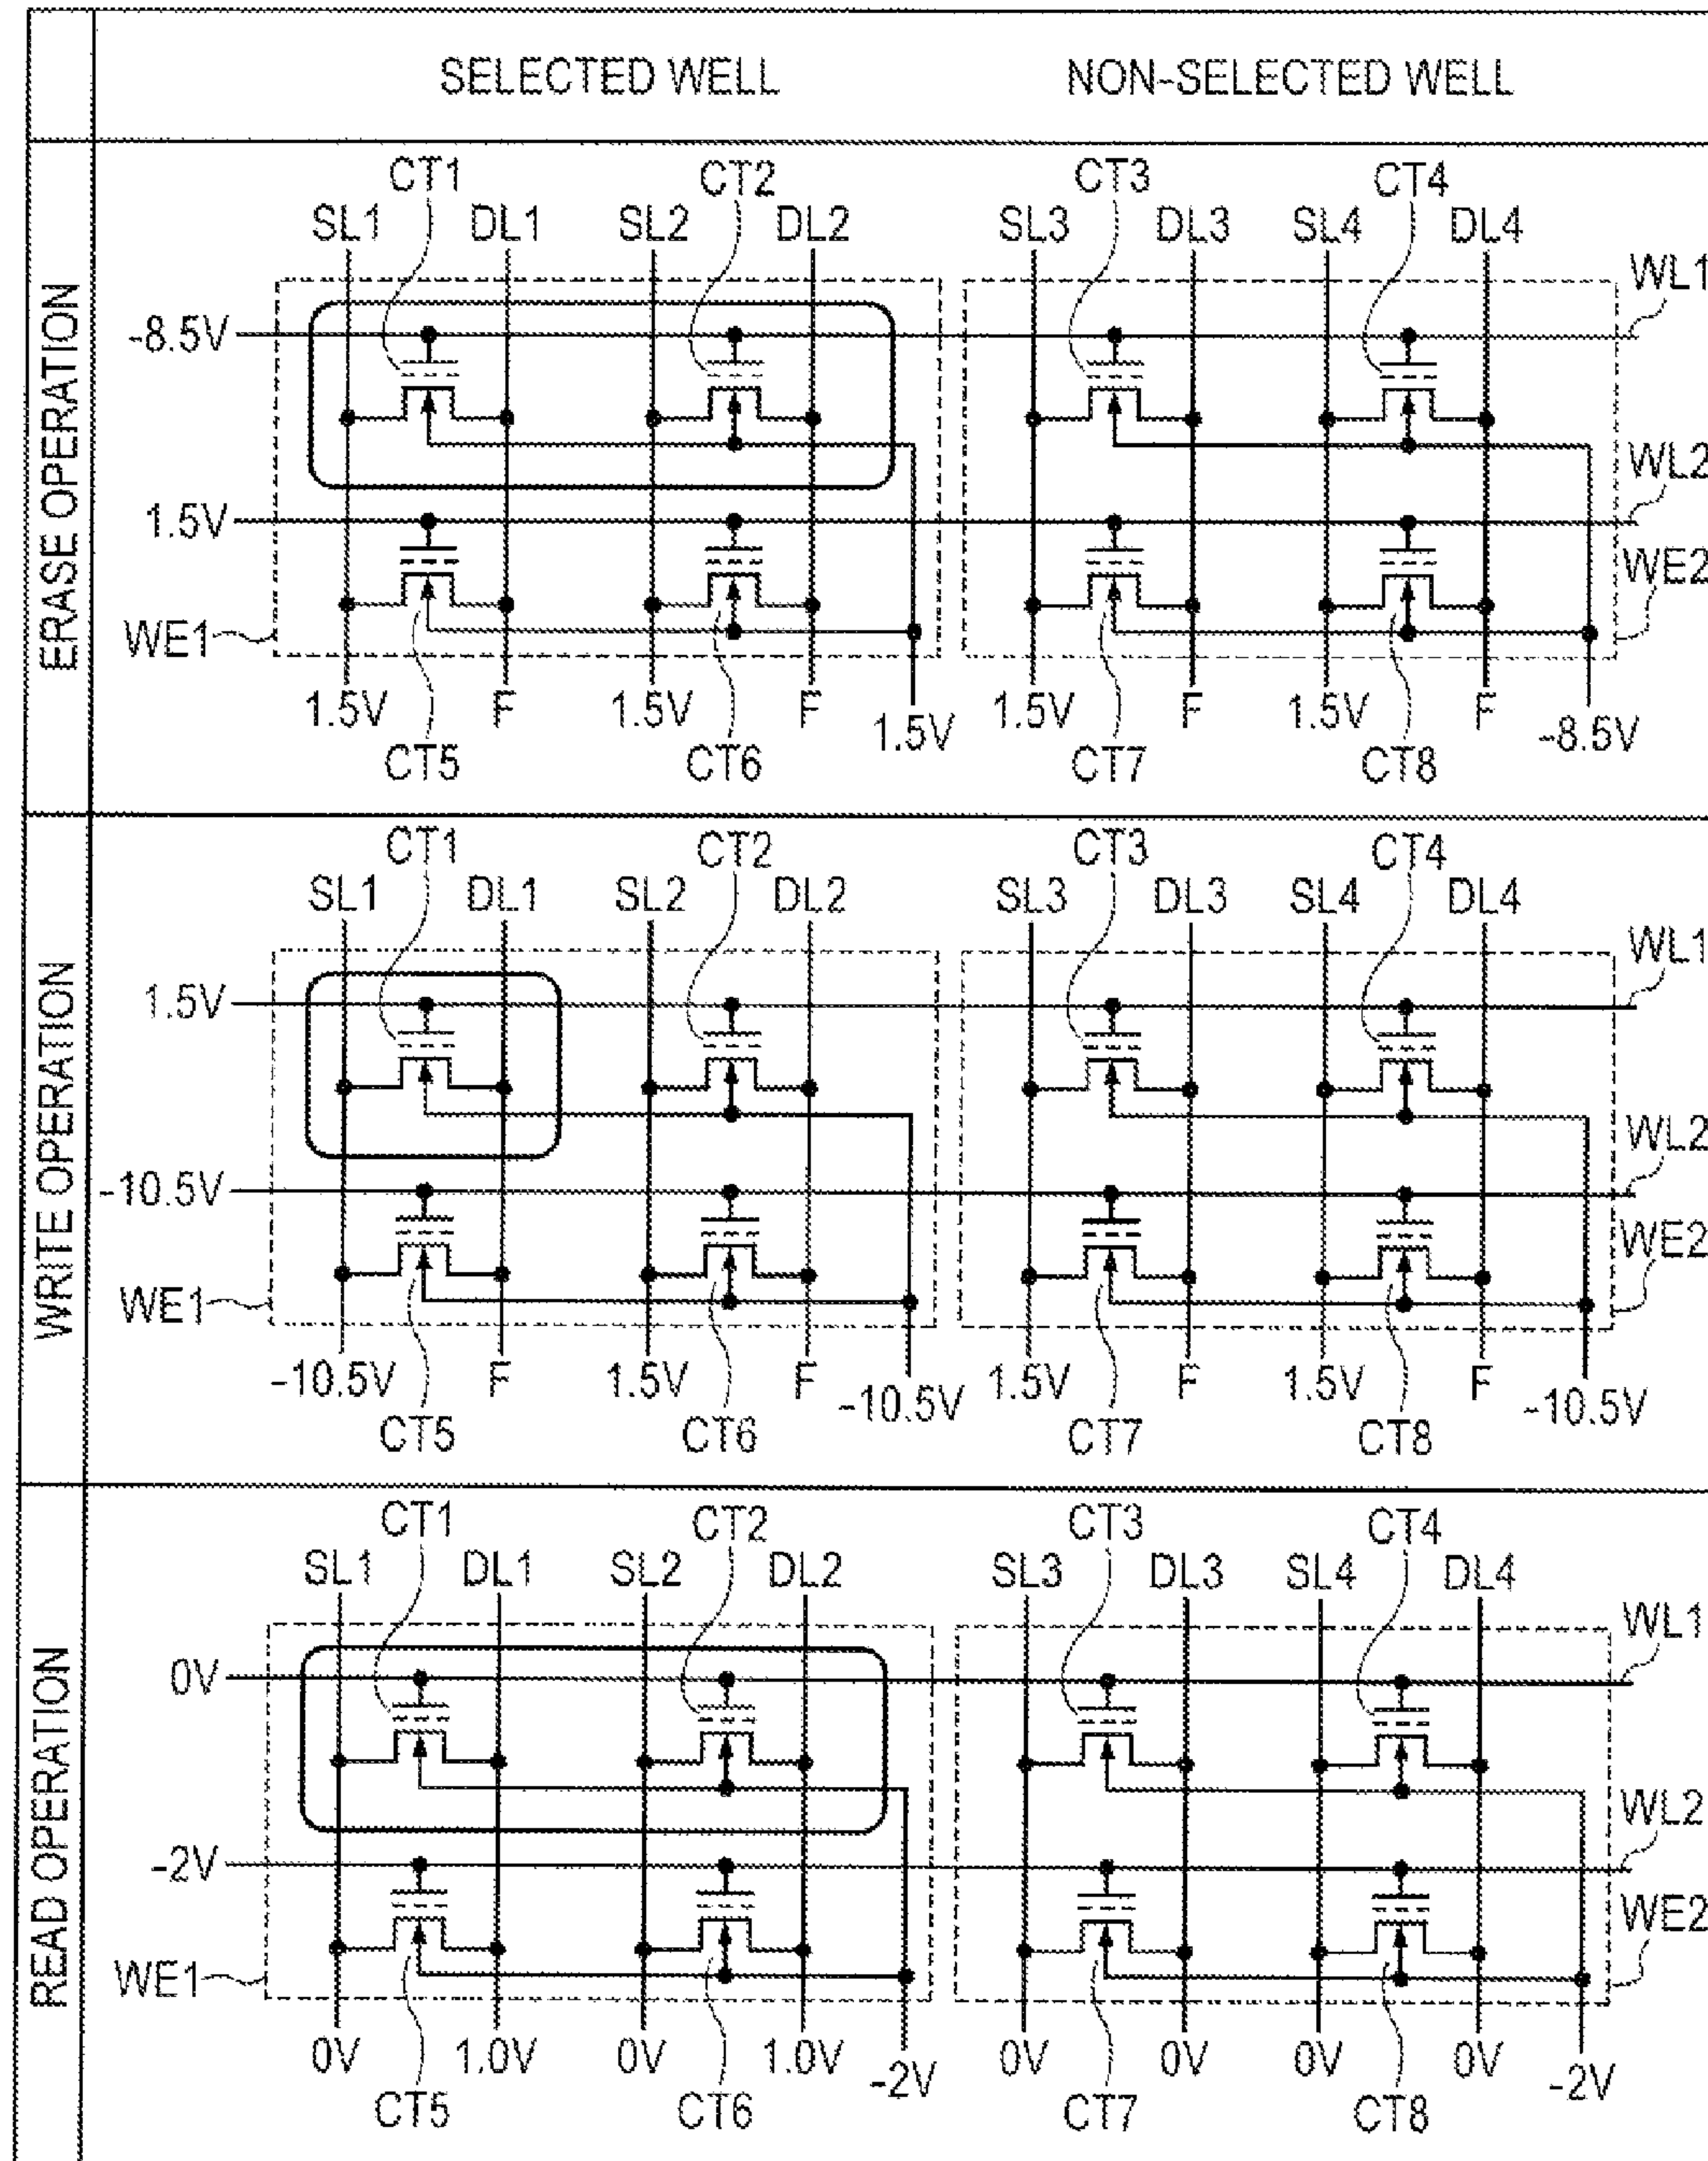 SELECTED WELL NON-SELECTED WELL
ERASE OPERATION
CT1 CT2 CT3 CT4
SL1 DL1 SL2 DL2 SL3 DL3 SL4 DL4
WL1
-8.5V
WL2
1.5V
WE2
WE1
1.5V F 1.5V F 1.5V 1.5V F 1.5V F -8.5V
CT5 CT6 CT7 CT8
WRITE OPERATION
CT1 CT2 CT3 CT4
SL1 DL1 SL2 DL2 SL3 DL3 SL4 DL4
WL1
1.5V
WL2
-10.5V
WE2
WE1
-10.5V F 1.5V F -10.5V 1.5V F 1.5V F -10.5V
CT5 CT6 CT7 CT8
READ OPERATION
CT1 CT2 CT3 CT4
SL1 DL1 SL2 DL2 SL3 DL3 SL4 DL4
WL1
0V
WL2
-2V
WE2
WE1
0V 1.0V 0V 1.0V -2V 0V 0V 0V 0V -2V
CT5 CT6 CT7 CT8